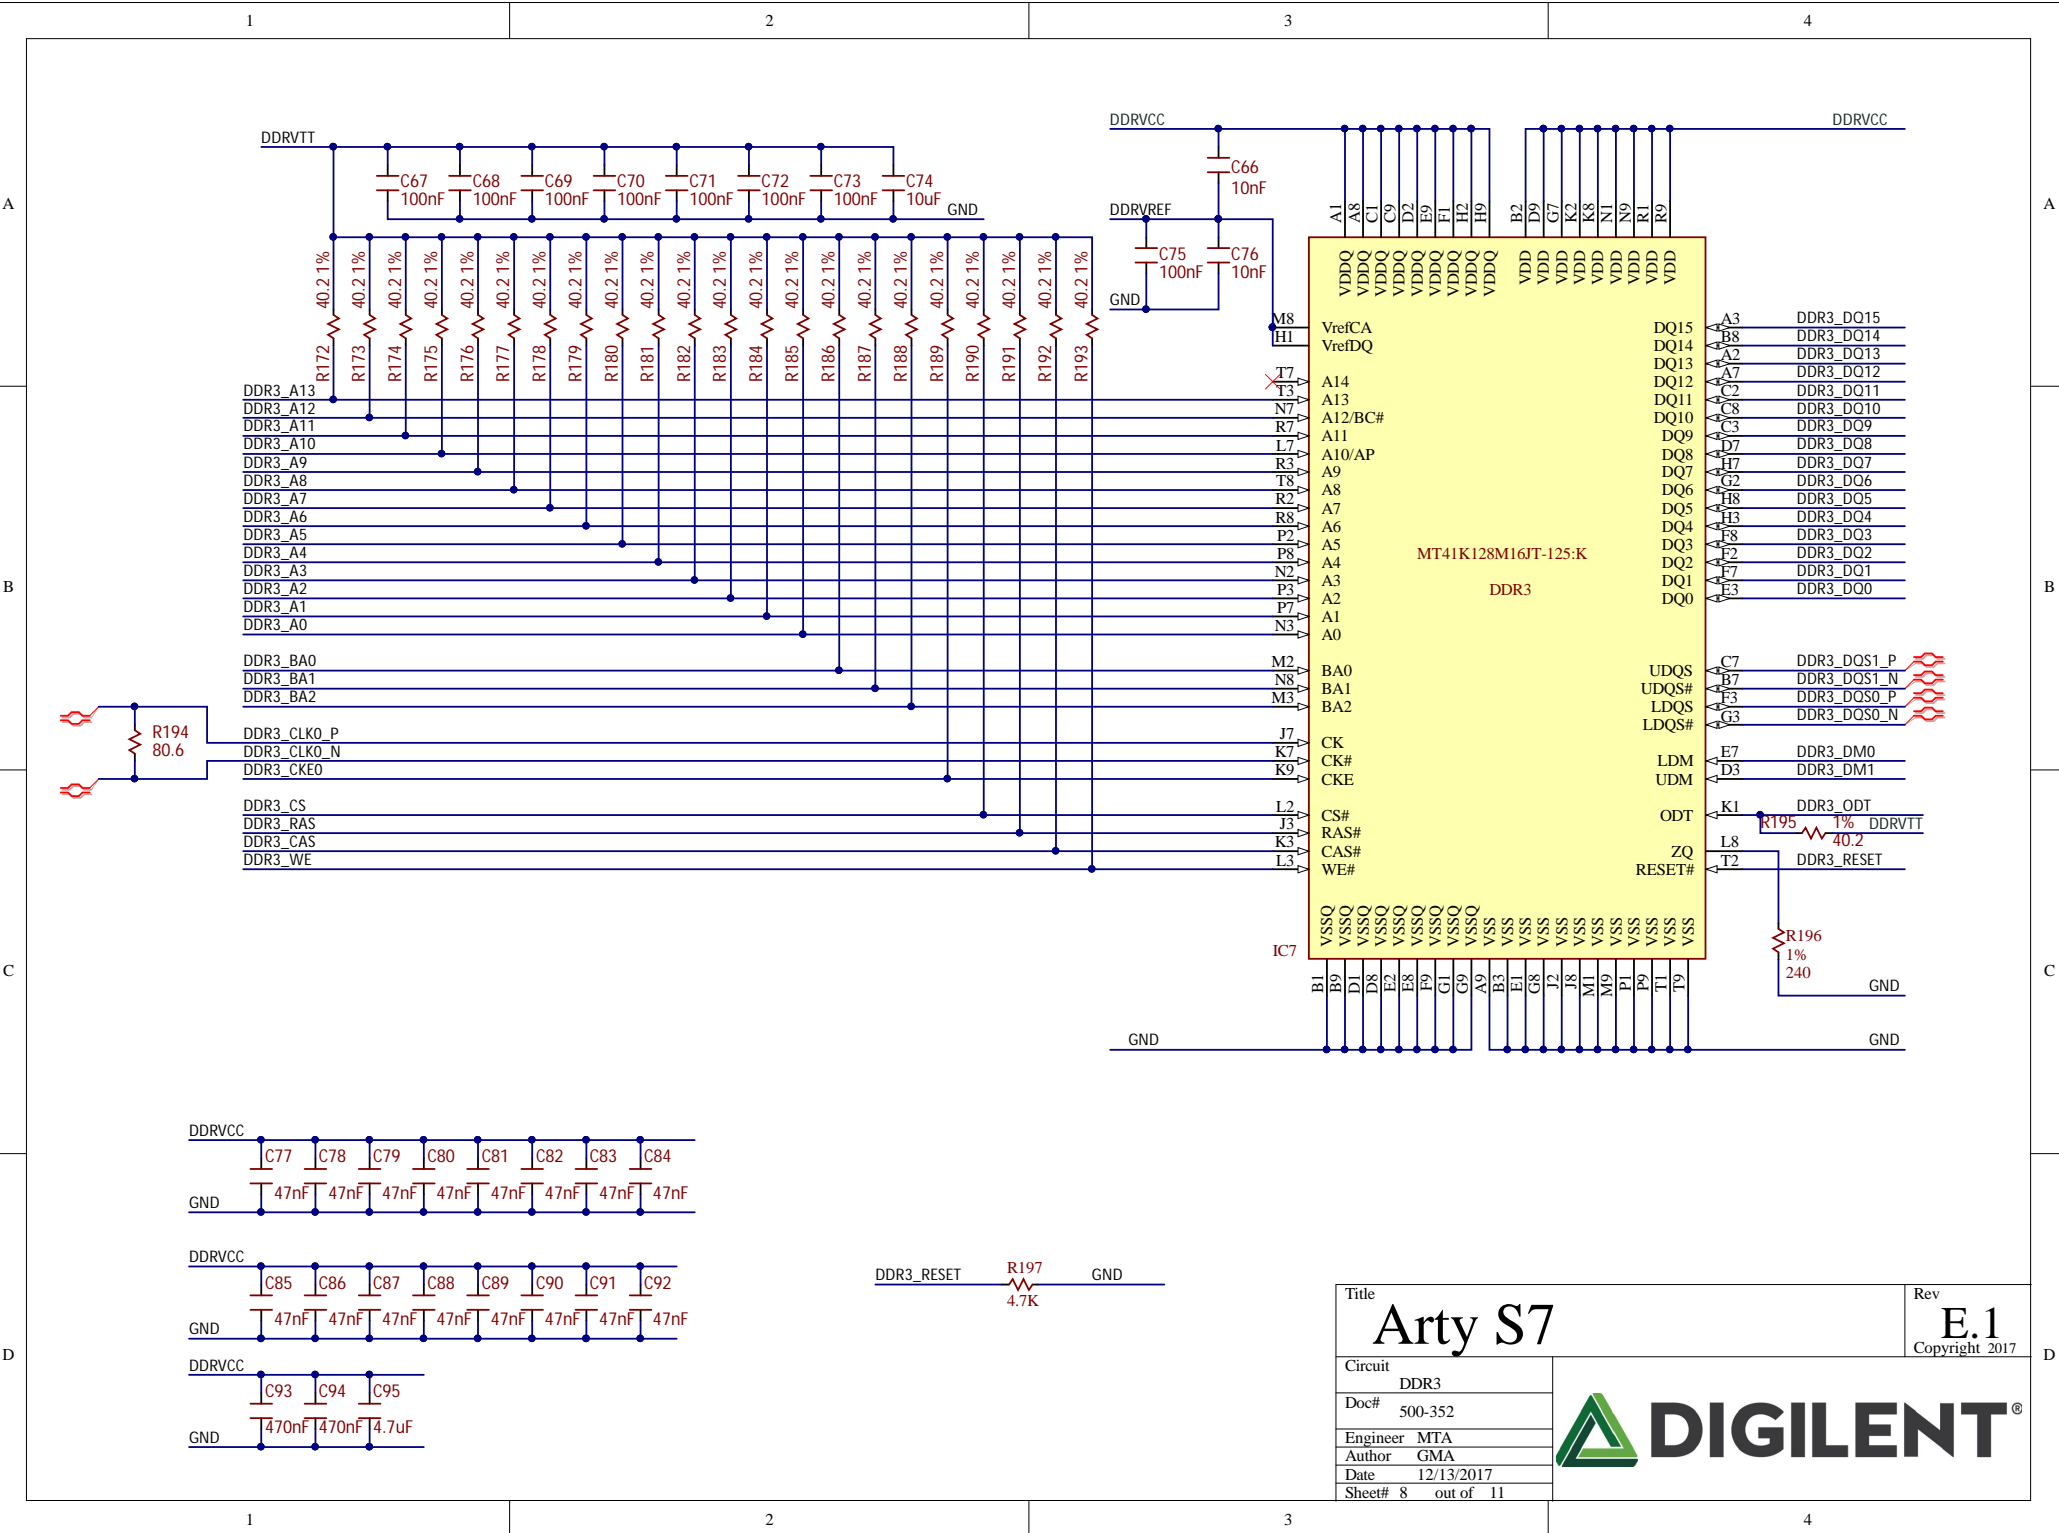 1 2 3 4
A
B
C
D
A
B
C
D
DDRVTT
C67 C68 C69 C70 C71 C72 C73 C74
100nF 100nF 100nF 100nF 100nF 100nF 100nF 10uF
GND
40.2 1% 40.2 1% 40.2 1% 40.2 1% 40.2 1% 40.2 1% 40.2 1% 40.2 1% 40.2 1% 40.2 1% 40.2 1% 40.2 1% 40.2 1% 40.2 1% 40.2 1% 40.2 1% 40.2 1% 40.2 1% 40.2 1% 40.2 1% 40.2 1% 40.2 1%
R172 R173 R174 R175 R176 R177 R178 R179 R180 R181 R182 R183 R184 R185 R186 R187 R188 R189 R190 R191 R192 R193
DDRVCC
C66
10nF
DDRVREF
C75 C76
100nF 10nF
GND
DDRVCC
A1 A8 C1 C9 D2 E9 F1 H2 H9 B2 D9 G7 K2 K8 N1 N9 R1 R9
VDDQ VDDQ VDDQ VDDQ VDDQ VDDQ VDDQ VDDQ VDDQ VDD VDD VDD VDD VDD VDD VDD VDD VDD
M8 VrefCA
H1 VrefDQ
T7 A14
DDR3_A13 T3 A13
DDR3_A12 N7 A12/BC#
DDR3_A11 R7 A11
DDR3_A10 L7 A10/AP
DDR3_A9 R3 A9
DDR3_A8 T8 A8
DDR3_A7 R2 A7
DDR3_A6 R8 A6
DDR3_A5 P2 A5
DDR3_A4 P8 A4
DDR3_A3 N2 A3
DDR3_A2 P3 A2
DDR3_A1 P7 A1
DDR3_A0 N3 A0
DDR3_BA0 M2 BA0
DDR3_BA1 N8 BA1
DDR3_BA2 M3 BA2
R194
80.6
DDR3_CLK0_P J7 CK
DDR3_CLK0_N K7 CK#
DDR3_CKE0 K9 CKE
DDR3_CS L2 CS#
DDR3_RAS J3 RAS#
DDR3_CAS K3 CAS#
DDR3_WE L3 WE#
MT41K128M16JT-125:K
DDR3
DQ15 A3 DDR3_DQ15
DQ14 B8 DDR3_DQ14
DQ13 A2 DDR3_DQ13
DQ12 A7 DDR3_DQ12
DQ11 C2 DDR3_DQ11
DQ10 C8 DDR3_DQ10
DQ9 C3 DDR3_DQ9
DQ8 D7 DDR3_DQ8
DQ7 H7 DDR3_DQ7
DQ6 G2 DDR3_DQ6
DQ5 H8 DDR3_DQ5
DQ4 H3 DDR3_DQ4
DQ3 F8 DDR3_DQ3
DQ2 F2 DDR3_DQ2
DQ1 F7 DDR3_DQ1
DQ0 E3 DDR3_DQ0
UDQS C7 DDR3_DQS1_P
UDQS# B7 DDR3_DQS1_N
LDQS F3 DDR3_DQS0_P
LDQS# G3 DDR3_DQS0_N
LDM E7 DDR3_DM0
UDM D3 DDR3_DM1
ODT K1 DDR3_ODT
R195 1% DDRVTT
40.2
ZQ L8
RESET# T2 DDR3_RESET
R196
1%
240
GND
VSSQ VSSQ VSSQ VSSQ VSSQ VSSQ VSSQ VSSQ VSSQ VSS VSS VSS VSS VSS VSS VSS VSS VSS VSS VSS VSS
IC7
B1 B9 D1 D8 E2 E8 F9 G1 G9 A9 B3 E1 G8 J2 J8 M1 M9 P1 P9 T1 T9
GND GND
DDRVCC
C77 C78 C79 C80 C81 C82 C83 C84
47nF 47nF 47nF 47nF 47nF 47nF 47nF 47nF
GND
DDRVCC
C85 C86 C87 C88 C89 C90 C91 C92
47nF 47nF 47nF 47nF 47nF 47nF 47nF 47nF
GND
DDRVCC
C93 C94 C95
470nF 470nF 4.7uF
GND
DDR3_RESET R197 GND
4.7K
Title
Arty S7
Rev
E.1
Copyright 2017
Circuit
DDR3
Doc# 500-352
Engineer MTA
Author GMA
Date 12/13/2017
Sheet# 8 out of 11
DIGILENT®
1 2 3 4